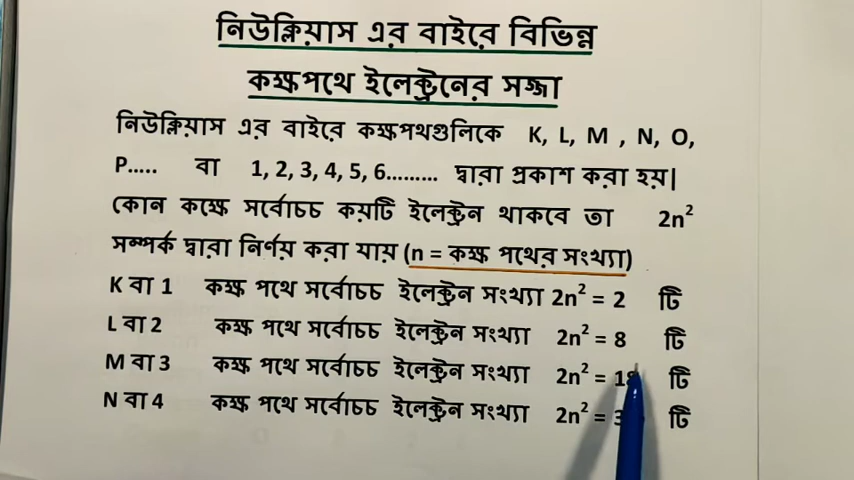 নিউক্লিয়াস এর বাইরে বিভিন্ন
কক্ষপথে ইলেক্ট্রনের সজ্জা
নিউক্লিয়াস এর বাইরে কক্ষপথগুলিকে K, L, M , N, O,
P..... বা 1, 2, 3, 4, 5, 6......... দ্বারা প্রকাশ করা হয়|
কোন কক্ষে সর্বোচচ কয়টি ইলেক্ট্রন থাকবে তা 2n²
সম্পর্ক দ্বারা নির্ণয় করা যায় (n = কক্ষ পথের সংখ্যা)
K বা 1 কক্ষ পথে সর্বোচচ ইলেক্ট্রন সংখ্যা 2n² = 2 টি
L বা 2 কক্ষ পথে সর্বোচচ ইলেক্ট্রন সংখ্যা 2n² = 8 টি
M বা 3 কক্ষ পথে সর্বোচচ ইলেক্ট্রন সংখ্যা 2n² = 18 টি
N বা 4 কক্ষ পথে সর্বোচচ ইলেক্ট্রন সংখ্যা 2n² = টি